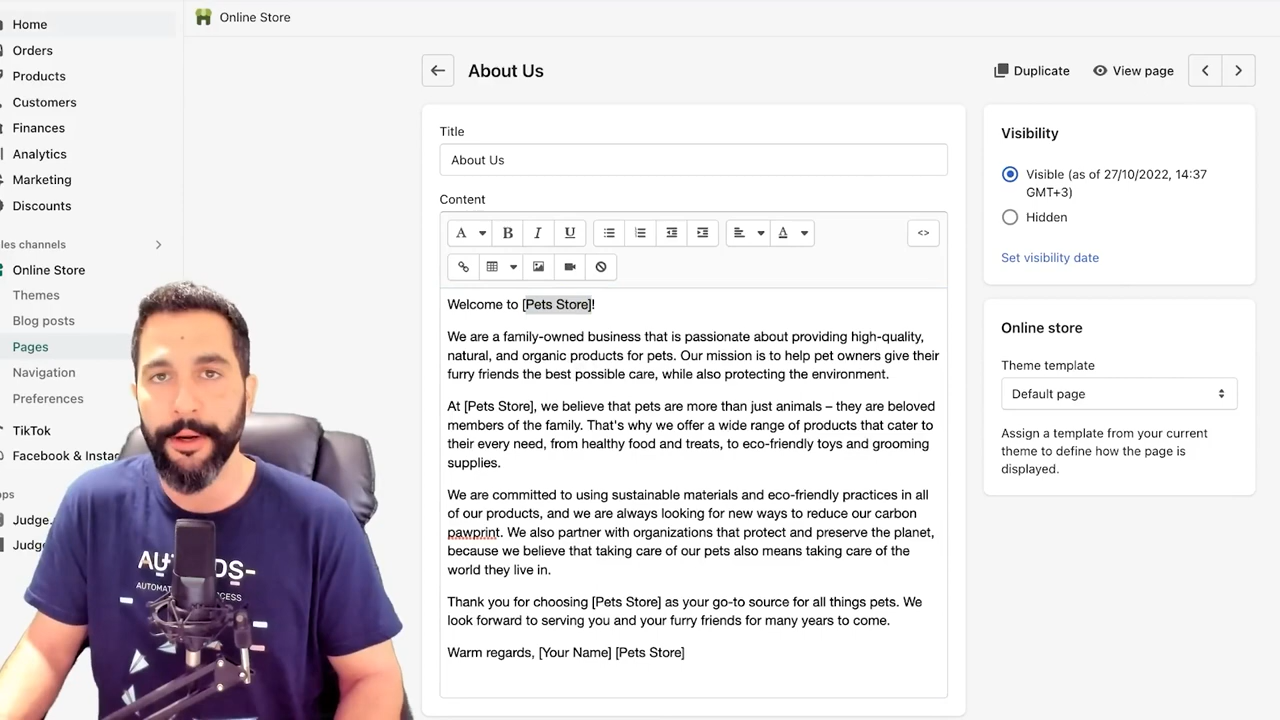 Home
Orders
Products
Customers
Finances
Analytics
Marketing
Discounts
les channels
Online Store
Themes
Blog posts
Pages
Navigation
Preferences
TikTok
Facebook & Instag
ps
Judge.
Judge
Online Store
About Us
Duplicate
View page
Title
About Us
Content
A B I U A <>
Welcome to [Pets Store]!
We are a family-owned business that is passionate about providing high-quality,
natural, and organic products for pets. Our mission is to help pet owners give their
furry friends the best possible care, while also protecting the environment.
At [Pets Store], we believe that pets are more than just animals – they are beloved
members of the family. That's why we offer a wide range of products that cater to
their every need, from healthy food and treats, to eco-friendly toys and grooming
supplies.
We are committed to using sustainable materials and eco-friendly practices in all
of our products, and we are always looking for new ways to reduce our carbon
pawprint. We also partner with organizations that protect and preserve the planet,
because we believe that taking care of our pets also means taking care of the
world they live in.
Thank you for choosing [Pets Store] as your go-to source for all things pets. We
look forward to serving you and your furry friends for many years to come.
Warm regards, [Your Name] [Pets Store]
Visibility
Visible (as of 27/10/2022, 14:37
GMT+3)
Hidden
Set visibility date
Online store
Theme template
Default page
Assign a template from your current
theme to define how the page is
displayed.